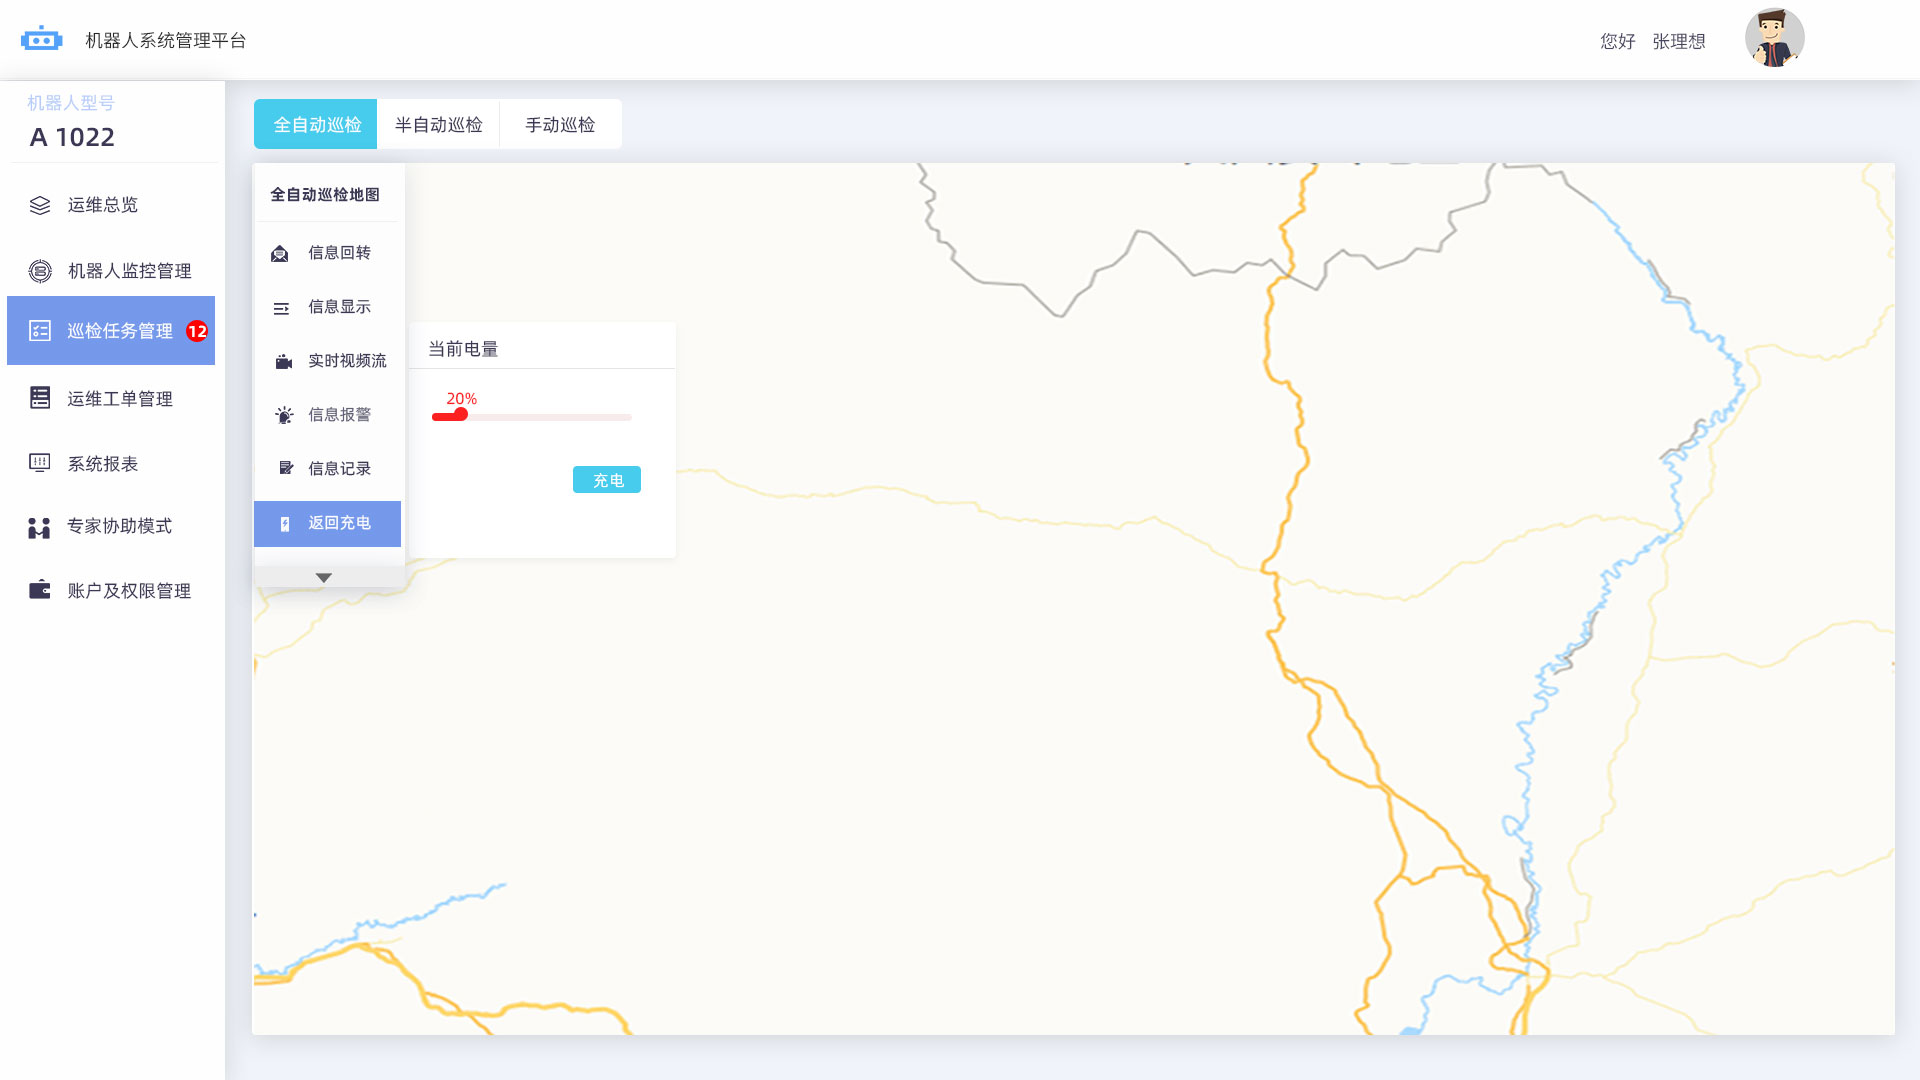 机器人系统管理平台
您好 张理想
机器人型号
A 1022
运维总览
机器人监控管理
巡检任务管理 12
运维工单管理
系统报表
专家协助模式
账户及权限管理
全自动巡检 半自动巡检 手动巡检
全自动巡检地图
信息回转
信息显示
实时视频流
信息报警
信息记录
返回充电
当前电量
20%
充电